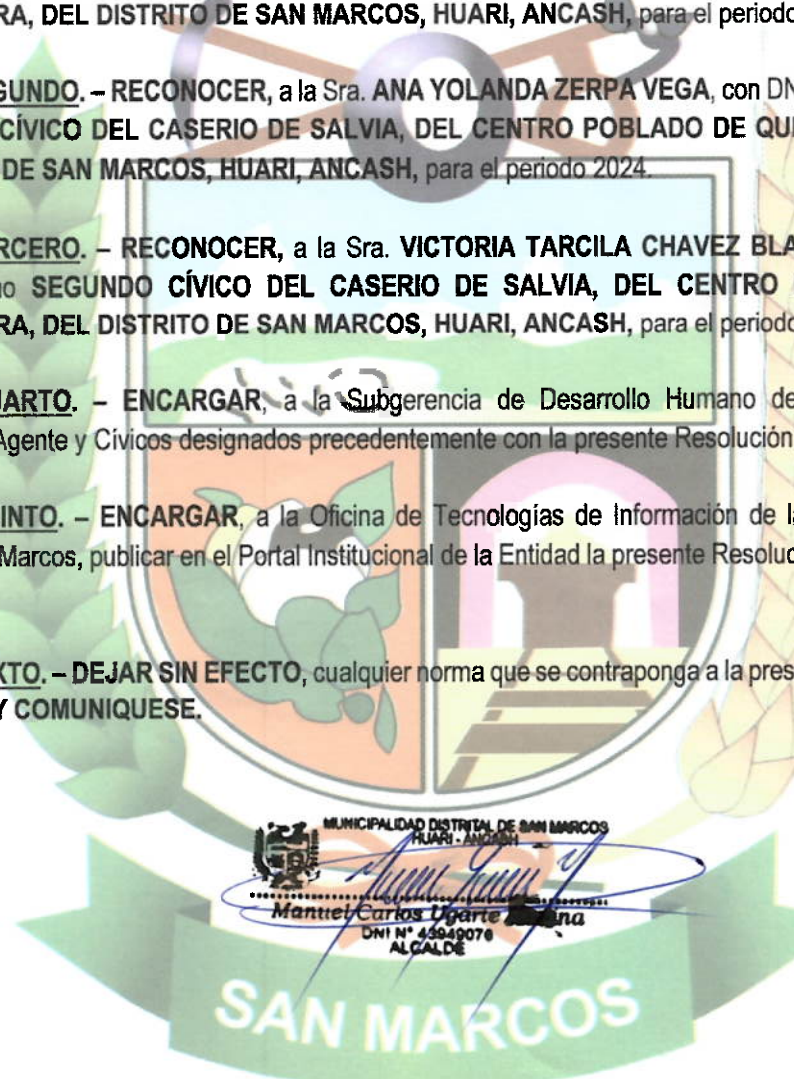 RA, DEL DISTRITO DE SAN MARCOS, HUARI, ANCASH, para el periodo
GUNDO. – RECONOCER, a la Sra. ANA YOLANDA ZERPA VEGA, con DN
CÍVICO DEL CASERIO DE SALVIA, DEL CENTRO POBLADO DE QU
DE SAN MARCOS, HUARI, ANCASH, para el periodo 2024.
RCERO. – RECONOCER, a la Sra. VICTORIA TARCILA CHAVEZ BLA
no SEGUNDO CÍVICO DEL CASERIO DE SALVIA, DEL CENTRO
RA, DEL DISTRITO DE SAN MARCOS, HUARI, ANCASH, para el periodo
ARTO. – ENCARGAR, a la Subgerencia de Desarrollo Humano de
Agente y Cívicos designados precedentemente con la presente Resolución
INTO. – ENCARGAR, a la Oficina de Tecnologías de Información de l
Marcos, publicar en el Portal Institucional de la Entidad la presente Resoluc
XTO. – DEJAR SIN EFECTO, cualquier norma que se contraponga a la pres
Y COMUNIQUESE.
MUNICIPALIDAD DISTRITAL DE SAN MARCOS
HUARI - ANCASH
Manuel Carlos Ugarte
DNI N° 43949076
ALCALDE
SAN MARCOS